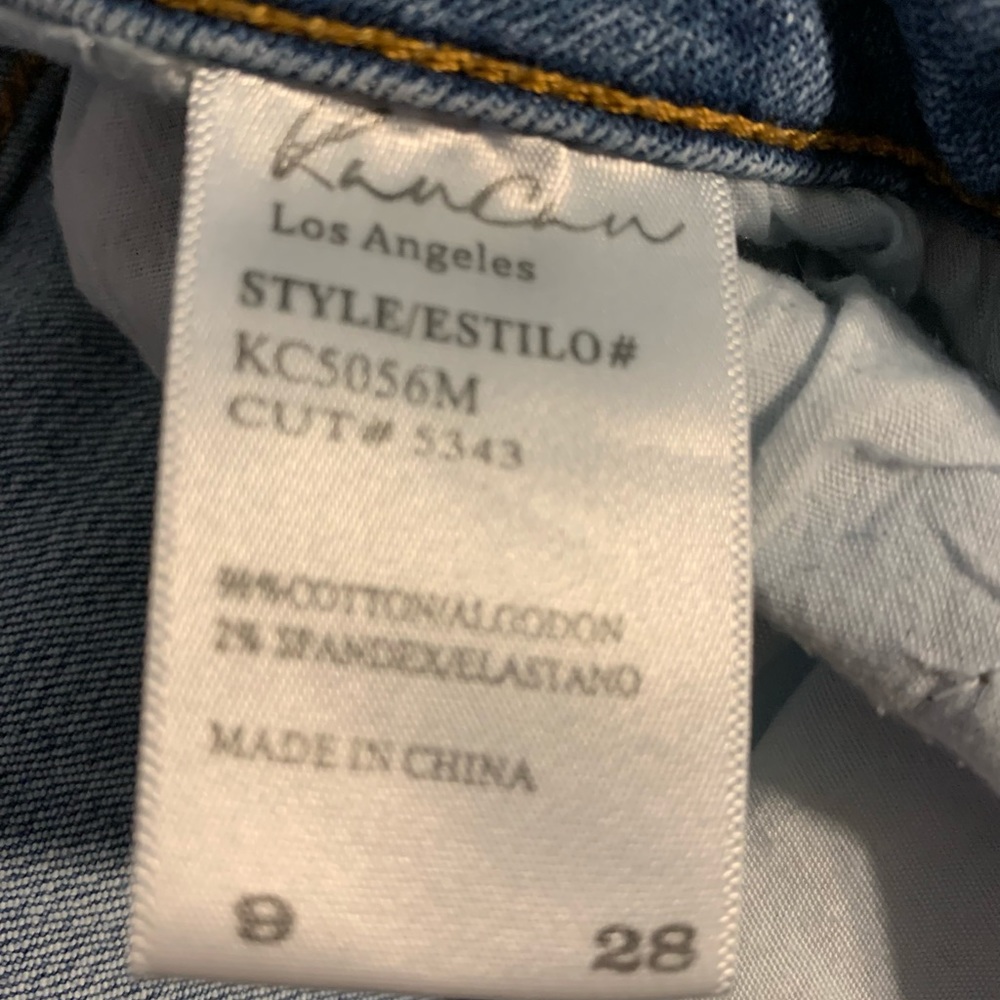 KanCan
Los Angeles
STYLE/ESTILO#
KC5056M
CUT# 5343
98%COTTON/ALGODON
2% SPANDEX/ELASTANO
MADE IN CHINA
9 28